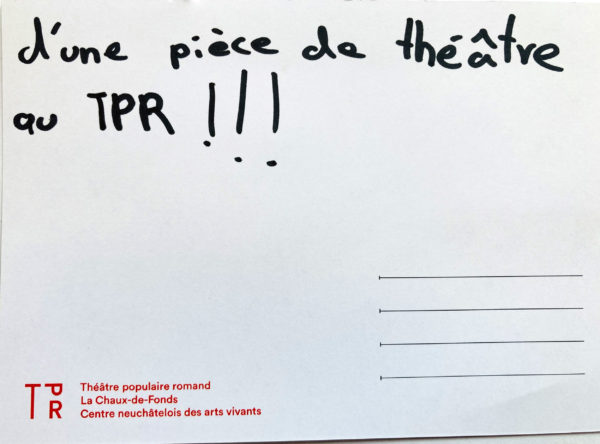 d'une pièce de théâtre
au TPR !!!
TPR
Théâtre populaire romand
La Chaux-de-Fonds
Centre neuchâtelois des arts vivants